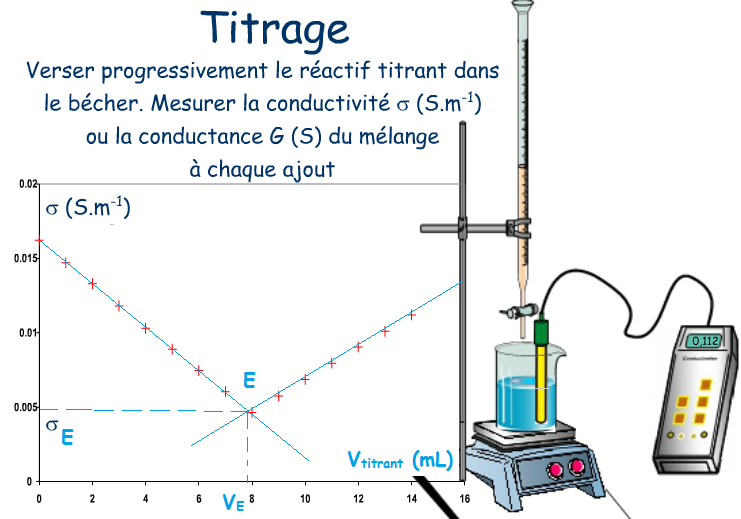 Titrage
Verser progressivement le réactif titrant dans
le bécher. Mesurer la conductivité σ (S.m⁻¹)
ou la conductance G (S) du mélange
à chaque ajout
0.02
σ (S.m⁻¹)
0.015
0.01
0.005
0
E
σE
Vtitrant (mL)
0 2 4 6 8 10 12 14 16
VE
0,112
Conductimeter